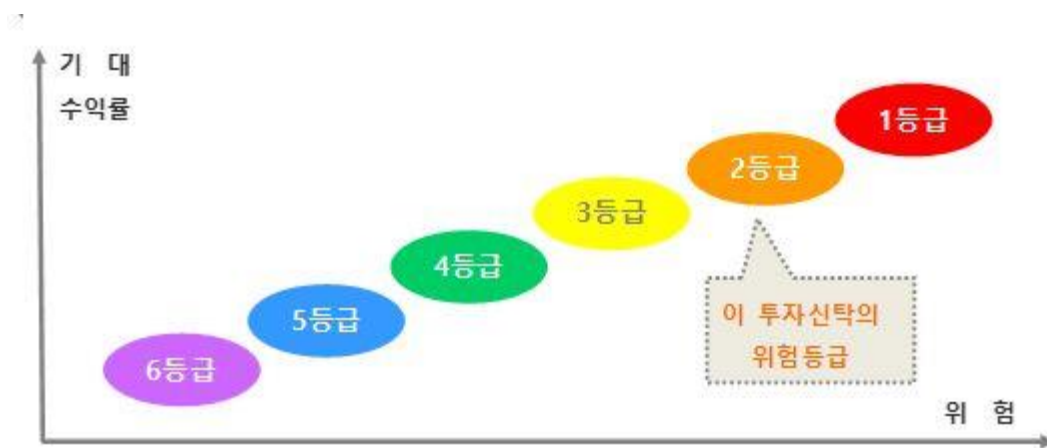 기 대
수익률
1등급
2등급
3등급
4등급
5등급
6등급
이 투자신탁의
위험등급
위 험